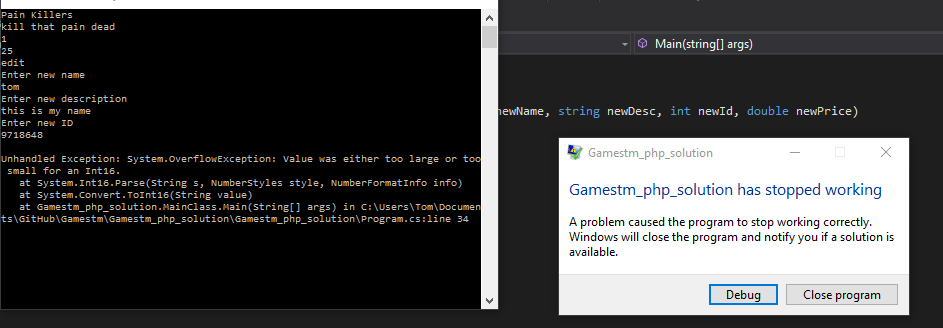 Pain Killers
kill that pain dead
1
25
edit
Enter new name
tom
Enter new description
this is my name
Enter new ID
9718648
Unhandled Exception: System.OverflowException: Value was either too large or too
small for an Int16.
at System.Int16.Parse(String s, NumberStyles style, NumberFormatInfo info)
at System.Convert.ToInt16(String value)
at Gamestm_php_solution.MainClass.Main(String[] args) in C:\Users\Tom\Documen
ts\GitHub\Gamestm\Gamestm_php_solution\Gamestm_php_solution\Program.cs:line 34
Main(string[] args)
newName, string newDesc, int newId, double newPrice)
Gamestm_php_solution
Gamestm_php_solution has stopped working
A problem caused the program to stop working correctly.
Windows will close the program and notify you if a solution is
available.
Debug
Close program